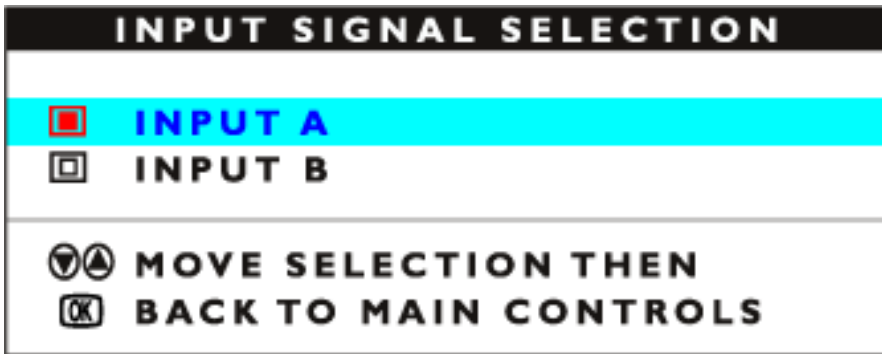 INPUT SIGNAL SELECTION
INPUT A
INPUT B
MOVE SELECTION THEN
OK BACK TO MAIN CONTROLS